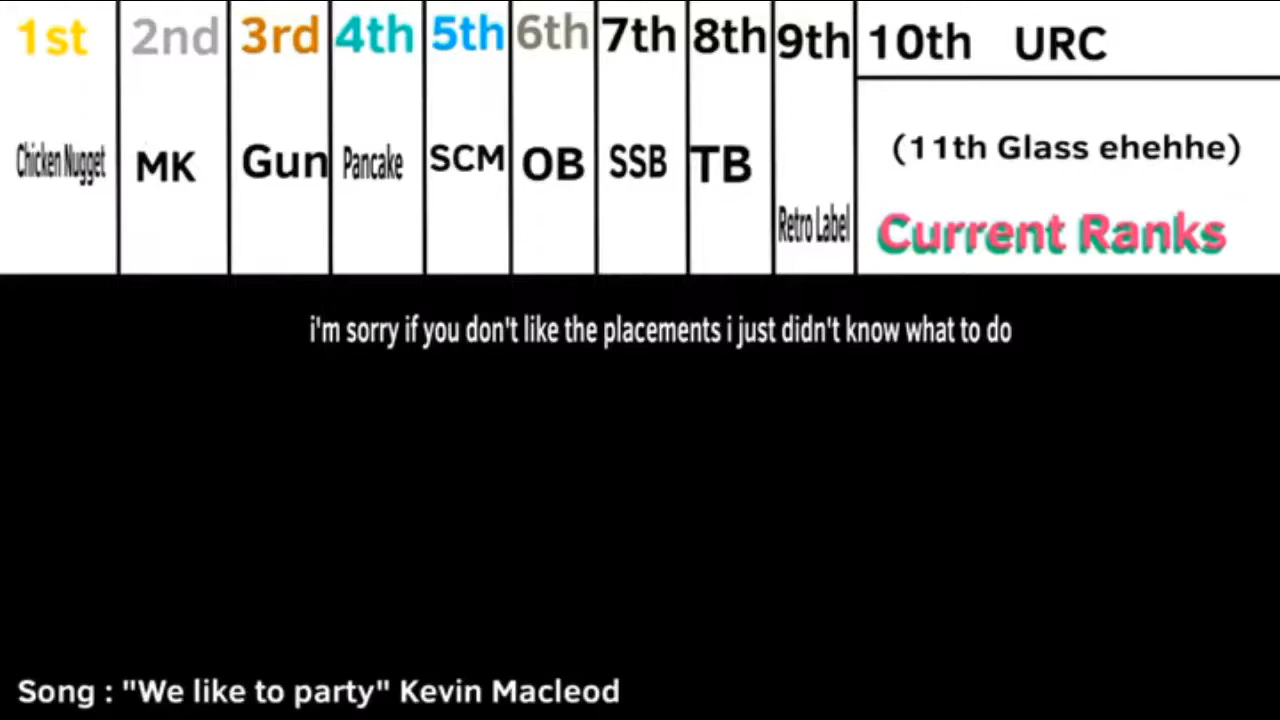 1st 2nd 3rd 4th 5th 6th 7th 8th 9th 10th URC
Chicken Nugget MK Gun Pancake SCM OB SSB TB Retro Label (11th Glass ehehhe)
Current Ranks
i'm sorry if you don't like the placements i just didn't know what to do
Song : "We like to party" Kevin Macleod